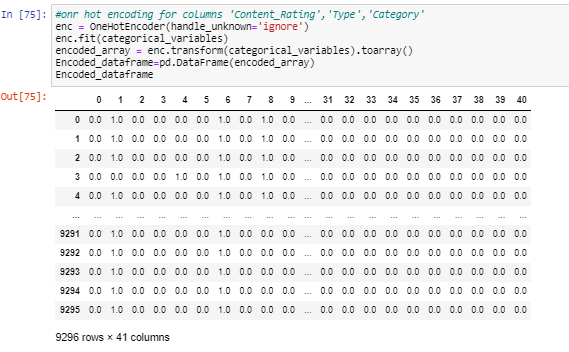 In [75]: #onr hot encoding for columns 'Content_Rating','Type','Category'
enc = OneHotEncoder(handle_unknown='ignore')
enc.fit(categorical_variables)
encoded_array = enc.transform(categorical_variables).toarray()
Encoded_dataframe=pd.DataFrame(encoded_array)
Encoded_dataframe
Out[75]:
0 1 2 3 4 5 6 7 8 9 ... 31 32 33 34 35 36 37 38 39 40
0 0.0 1.0 0.0 0.0 0.0 0.0 1.0 0.0 1.0 0.0 ... 0.0 0.0 0.0 0.0 0.0 0.0 0.0 0.0 0.0 0.0
1 0.0 1.0 0.0 0.0 0.0 0.0 1.0 0.0 1.0 0.0 ... 0.0 0.0 0.0 0.0 0.0 0.0 0.0 0.0 0.0 0.0
2 0.0 1.0 0.0 0.0 0.0 0.0 1.0 0.0 1.0 0.0 ... 0.0 0.0 0.0 0.0 0.0 0.0 0.0 0.0 0.0 0.0
3 0.0 0.0 0.0 0.0 1.0 0.0 1.0 0.0 1.0 0.0 ... 0.0 0.0 0.0 0.0 0.0 0.0 0.0 0.0 0.0 0.0
4 0.0 1.0 0.0 0.0 0.0 0.0 1.0 0.0 1.0 0.0 ... 0.0 0.0 0.0 0.0 0.0 0.0 0.0 0.0 0.0 0.0
... ... ... ... ... ... ... ... ... ... ... ... ... ... ... ... ... ... ... ... ... ...
9291 0.0 1.0 0.0 0.0 0.0 0.0 1.0 0.0 0.0 0.0 ... 0.0 0.0 0.0 0.0 0.0 0.0 0.0 0.0 0.0 0.0
9292 0.0 1.0 0.0 0.0 0.0 0.0 1.0 0.0 0.0 0.0 ... 0.0 0.0 0.0 0.0 0.0 0.0 0.0 0.0 0.0 0.0
9293 0.0 1.0 0.0 0.0 0.0 0.0 1.0 0.0 0.0 0.0 ... 0.0 0.0 0.0 0.0 0.0 0.0 0.0 0.0 0.0 0.0
9294 0.0 1.0 0.0 0.0 0.0 0.0 1.0 0.0 0.0 0.0 ... 0.0 0.0 0.0 0.0 0.0 0.0 0.0 0.0 0.0 0.0
9295 0.0 1.0 0.0 0.0 0.0 0.0 1.0 0.0 0.0 0.0 ... 0.0 0.0 0.0 0.0 0.0 0.0 0.0 0.0 0.0 0.0
9296 rows × 41 columns